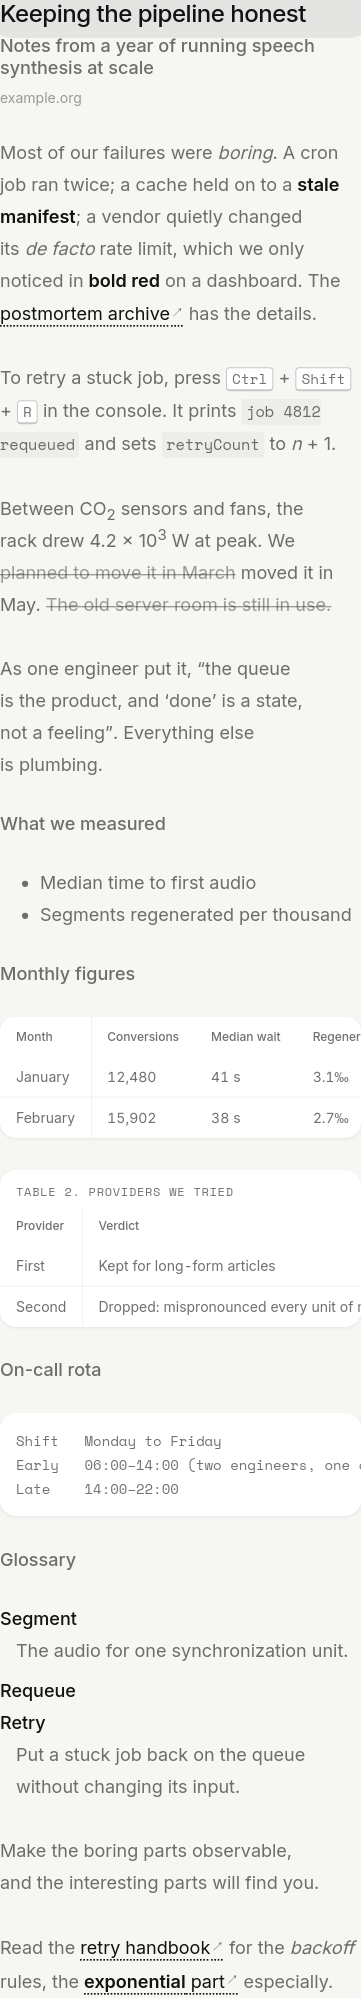 Keeping the pipeline honest
Notes from a year of running speech
synthesis at scale
example.org
Most of our failures were boring. A cron
job ran twice; a cache held on to a stale
manifest; a vendor quietly changed
its de facto rate limit, which we only
noticed in bold red on a dashboard. The
postmortem archive↗ has the details.
To retry a stuck job, press Ctrl + Shift
+ R in the console. It prints job 4812
requeued and sets retryCount to n + 1.
Between CO₂ sensors and fans, the
rack drew 4.2 × 10³ W at peak. We
planned to move it in March moved it in
May. The old server room is still in use.
As one engineer put it, “the queue
is the product, and ‘done’ is a state,
not a feeling”. Everything else
is plumbing.
What we measured
• Median time to first audio
• Segments regenerated per thousand
Monthly figures
Month Conversions Median wait Regener
January 12,480 41 s 3.1‰
February 15,902 38 s 2.7‰
TABLE 2. PROVIDERS WE TRIED
Provider Verdict
First Kept for long-form articles
Second Dropped: mispronounced every unit of
On-call rota
Shift Monday to Friday
Early 06:00–14:00 (two engineers, one
Late 14:00–22:00
Glossary
Segment
The audio for one synchronization unit.
Requeue
Retry
Put a stuck job back on the queue
without changing its input.
Make the boring parts observable,
and the interesting parts will find you.
Read the retry handbook↗ for the backoff
rules, the exponential part↗ especially.